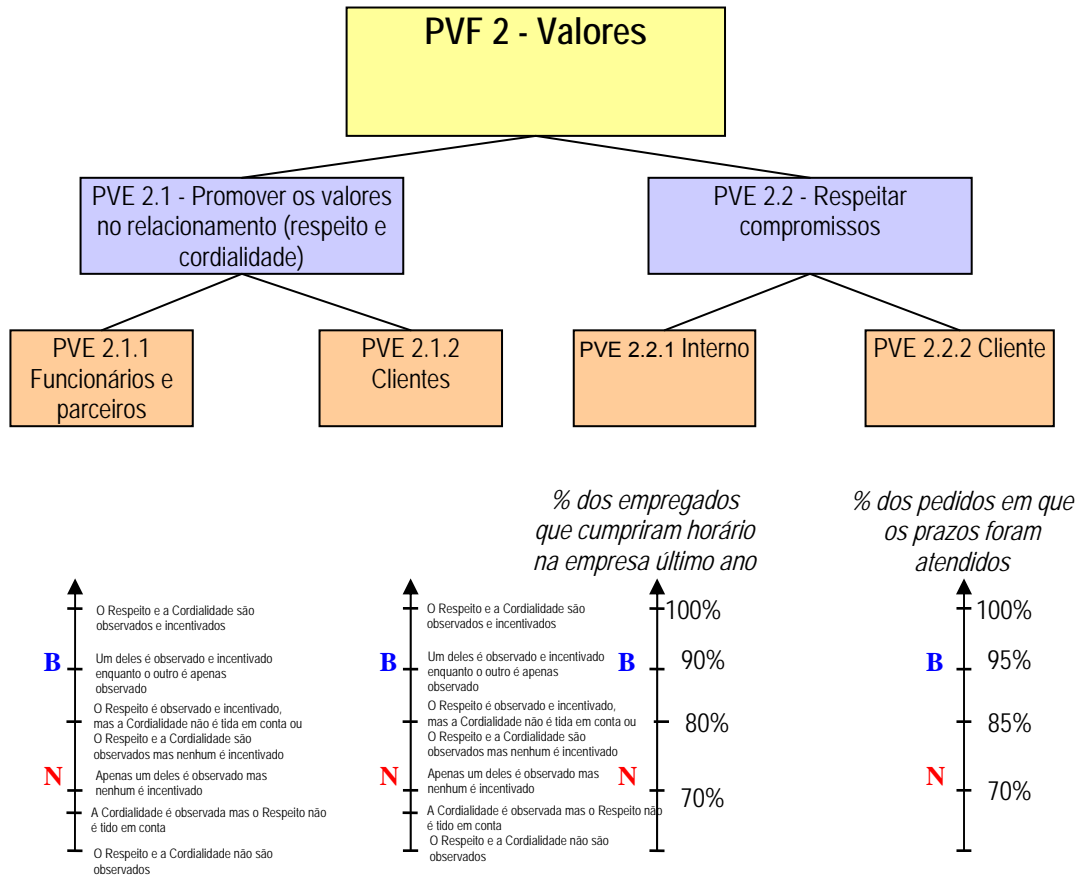 PVF 2 - Valores
PVE 2.1 - Promover os valores
no relacionamento (respeito e
cordialidade)
PVE 2.2 - Respeitar
compromissos
PVE 2.1.1
Funcionários e
parceiros
PVE 2.1.2
Clientes
PVE 2.2.1 Interno
PVE 2.2.2 Cliente
% dos empregados
que cumpriram horário
na empresa último ano
% dos pedidos em que
os prazos foram
atendidos
O Respeito e a Cordialidade são
observados e incentivados
B
Um deles é observado e incentivado
enquanto o outro é apenas
observado
O Respeito é observado e incentivado,
mas a Cordialidade não é tida em conta ou
O Respeito e a Cordialidade são
observados mas nenhum é incentivado
N
Apenas um deles é observado mas
nenhum é incentivado
A Cordialidade é observada mas o Respeito não
é tido em conta
O Respeito e a Cordialidade não são
observados
O Respeito e a Cordialidade são
observados e incentivados
B
Um deles é observado e incentivado
enquanto o outro é apenas
observado
O Respeito é observado e incentivado,
mas a Cordialidade não é tida em conta ou
O Respeito e a Cordialidade são
observados mas nenhum é incentivado
N
Apenas um deles é observado mas
nenhum é incentivado
A Cordialidade é observada mas o Respeito não
é tido em conta
O Respeito e a Cordialidade não são
observados
100%
B
90%
80%
N
70%
100%
B
95%
85%
N
70%